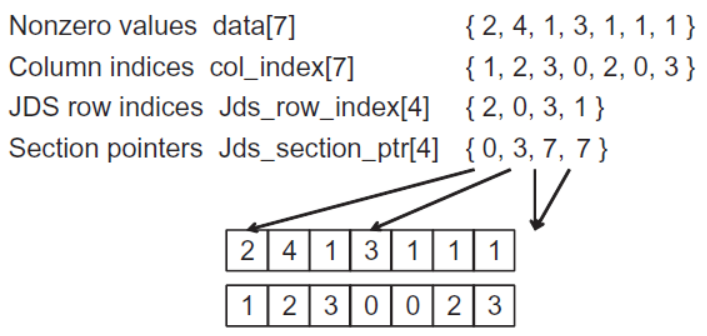 Nonzero values data[7] { 2, 4, 1, 3, 1, 1, 1 }
Column indices col_index[7] { 1, 2, 3, 0, 2, 0, 3 }
JDS row indices Jds_row_index[4] { 2, 0, 3, 1 }
Section pointers Jds_section_ptr[4] { 0, 3, 7, 7 }
2 4 1 3 1 1 1
1 2 3 0 0 2 3